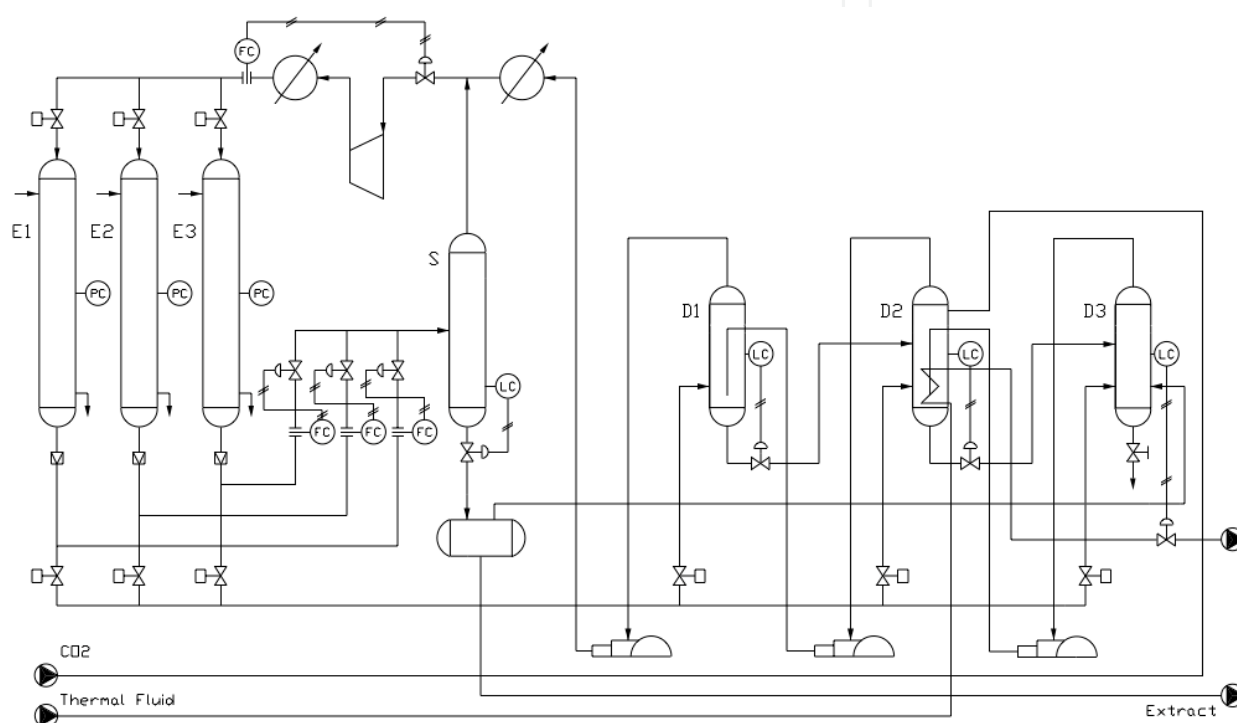 FC
E1
E2
E3
S
PC
PC
PC
D1
D2
D3
LC
LC
LC
LC
FC
FC
FC
CO2
Thermal Fluid
Extract